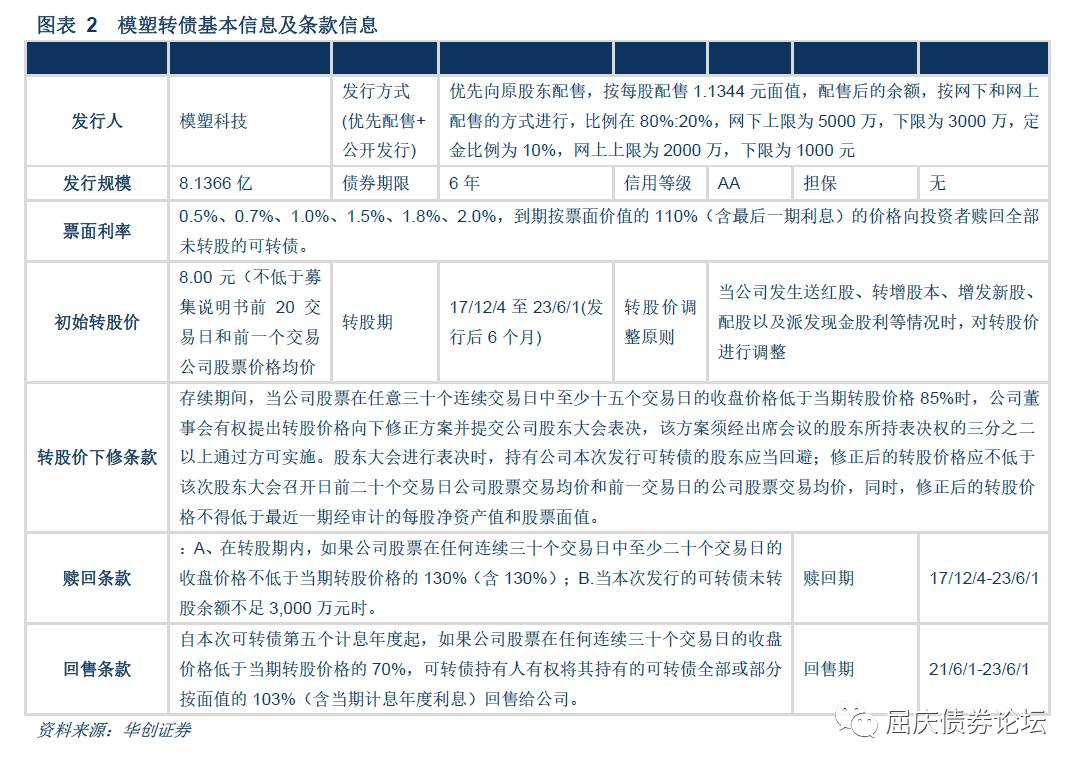 图表 2 模塑转债基本信息及条款信息
发行人
模塑科技
发行方式
(优先配售+
公开发行)
优先向原股东配售，按每股配售 1.1344 元面值，配售后的余额，按网下和网上
配售的方式进行，比例在 80%:20%，网下上限为 5000 万，下限为 3000 万，定
金比例为 10%，网上上限为 2000 万，下限为 1000 元
发行规模
8.1366 亿
债券期限
6 年
信用等级
AA
担保
无
票面利率
0.5%、0.7%、1.0%、1.5%、1.8%、2.0%，到期按票面价值的 110%（含最后一期利息）的价格向投资者赎回全部
未转股的可转债。
初始转股价
8.00 元（不低于募
集说明书前 20 交
易日和前一个交易
公司股票价格均价
转股期
17/12/4 至 23/6/1(发
行后 6 个月)
转股价调
整原则
当公司发生送红股、转增股本、增发新股、
配股以及派发现金股利等情况时，对转股价
进行调整
转股价下修条款
存续期间，当公司股票在任意三十个连续交易日中至少十五个交易日的收盘价格低于当期转股价格 85%时，公司董
事会有权提出转股价格向下修正方案并提交公司股东大会表决，该方案须经出席会议的股东所持表决权的三分之二
以上通过方可实施。股东大会进行表决时，持有公司本次发行可转债的股东应当回避；修正后的转股价格应不低于
该次股东大会召开日前二十个交易日公司股票交易均价和前一交易日的公司股票交易均价，同时，修正后的转股价
格不得低于最近一期经审计的每股净资产值和股票面值。
赎回条款
：A、在转股期内，如果公司股票在任何连续三十个交易日中至少二十个交易日的
收盘价格不低于当期转股价格的 130%（含 130%）；B.当本次发行的可转债未转
股余额不足 3,000 万元时。
赎回期
17/12/4-23/6/1
回售条款
自本次可转债第五个计息年度起，如果公司股票在任何连续三十个交易日的收盘
价格低于当期转股价格的 70%，可转债持有人有权将其持有的可转债全部或部分
按面值的 103%（含当期计息年度利息）回售给公司。
回售期
21/6/1-23/6/1
资料来源：华创证券
屈庆债券论坛